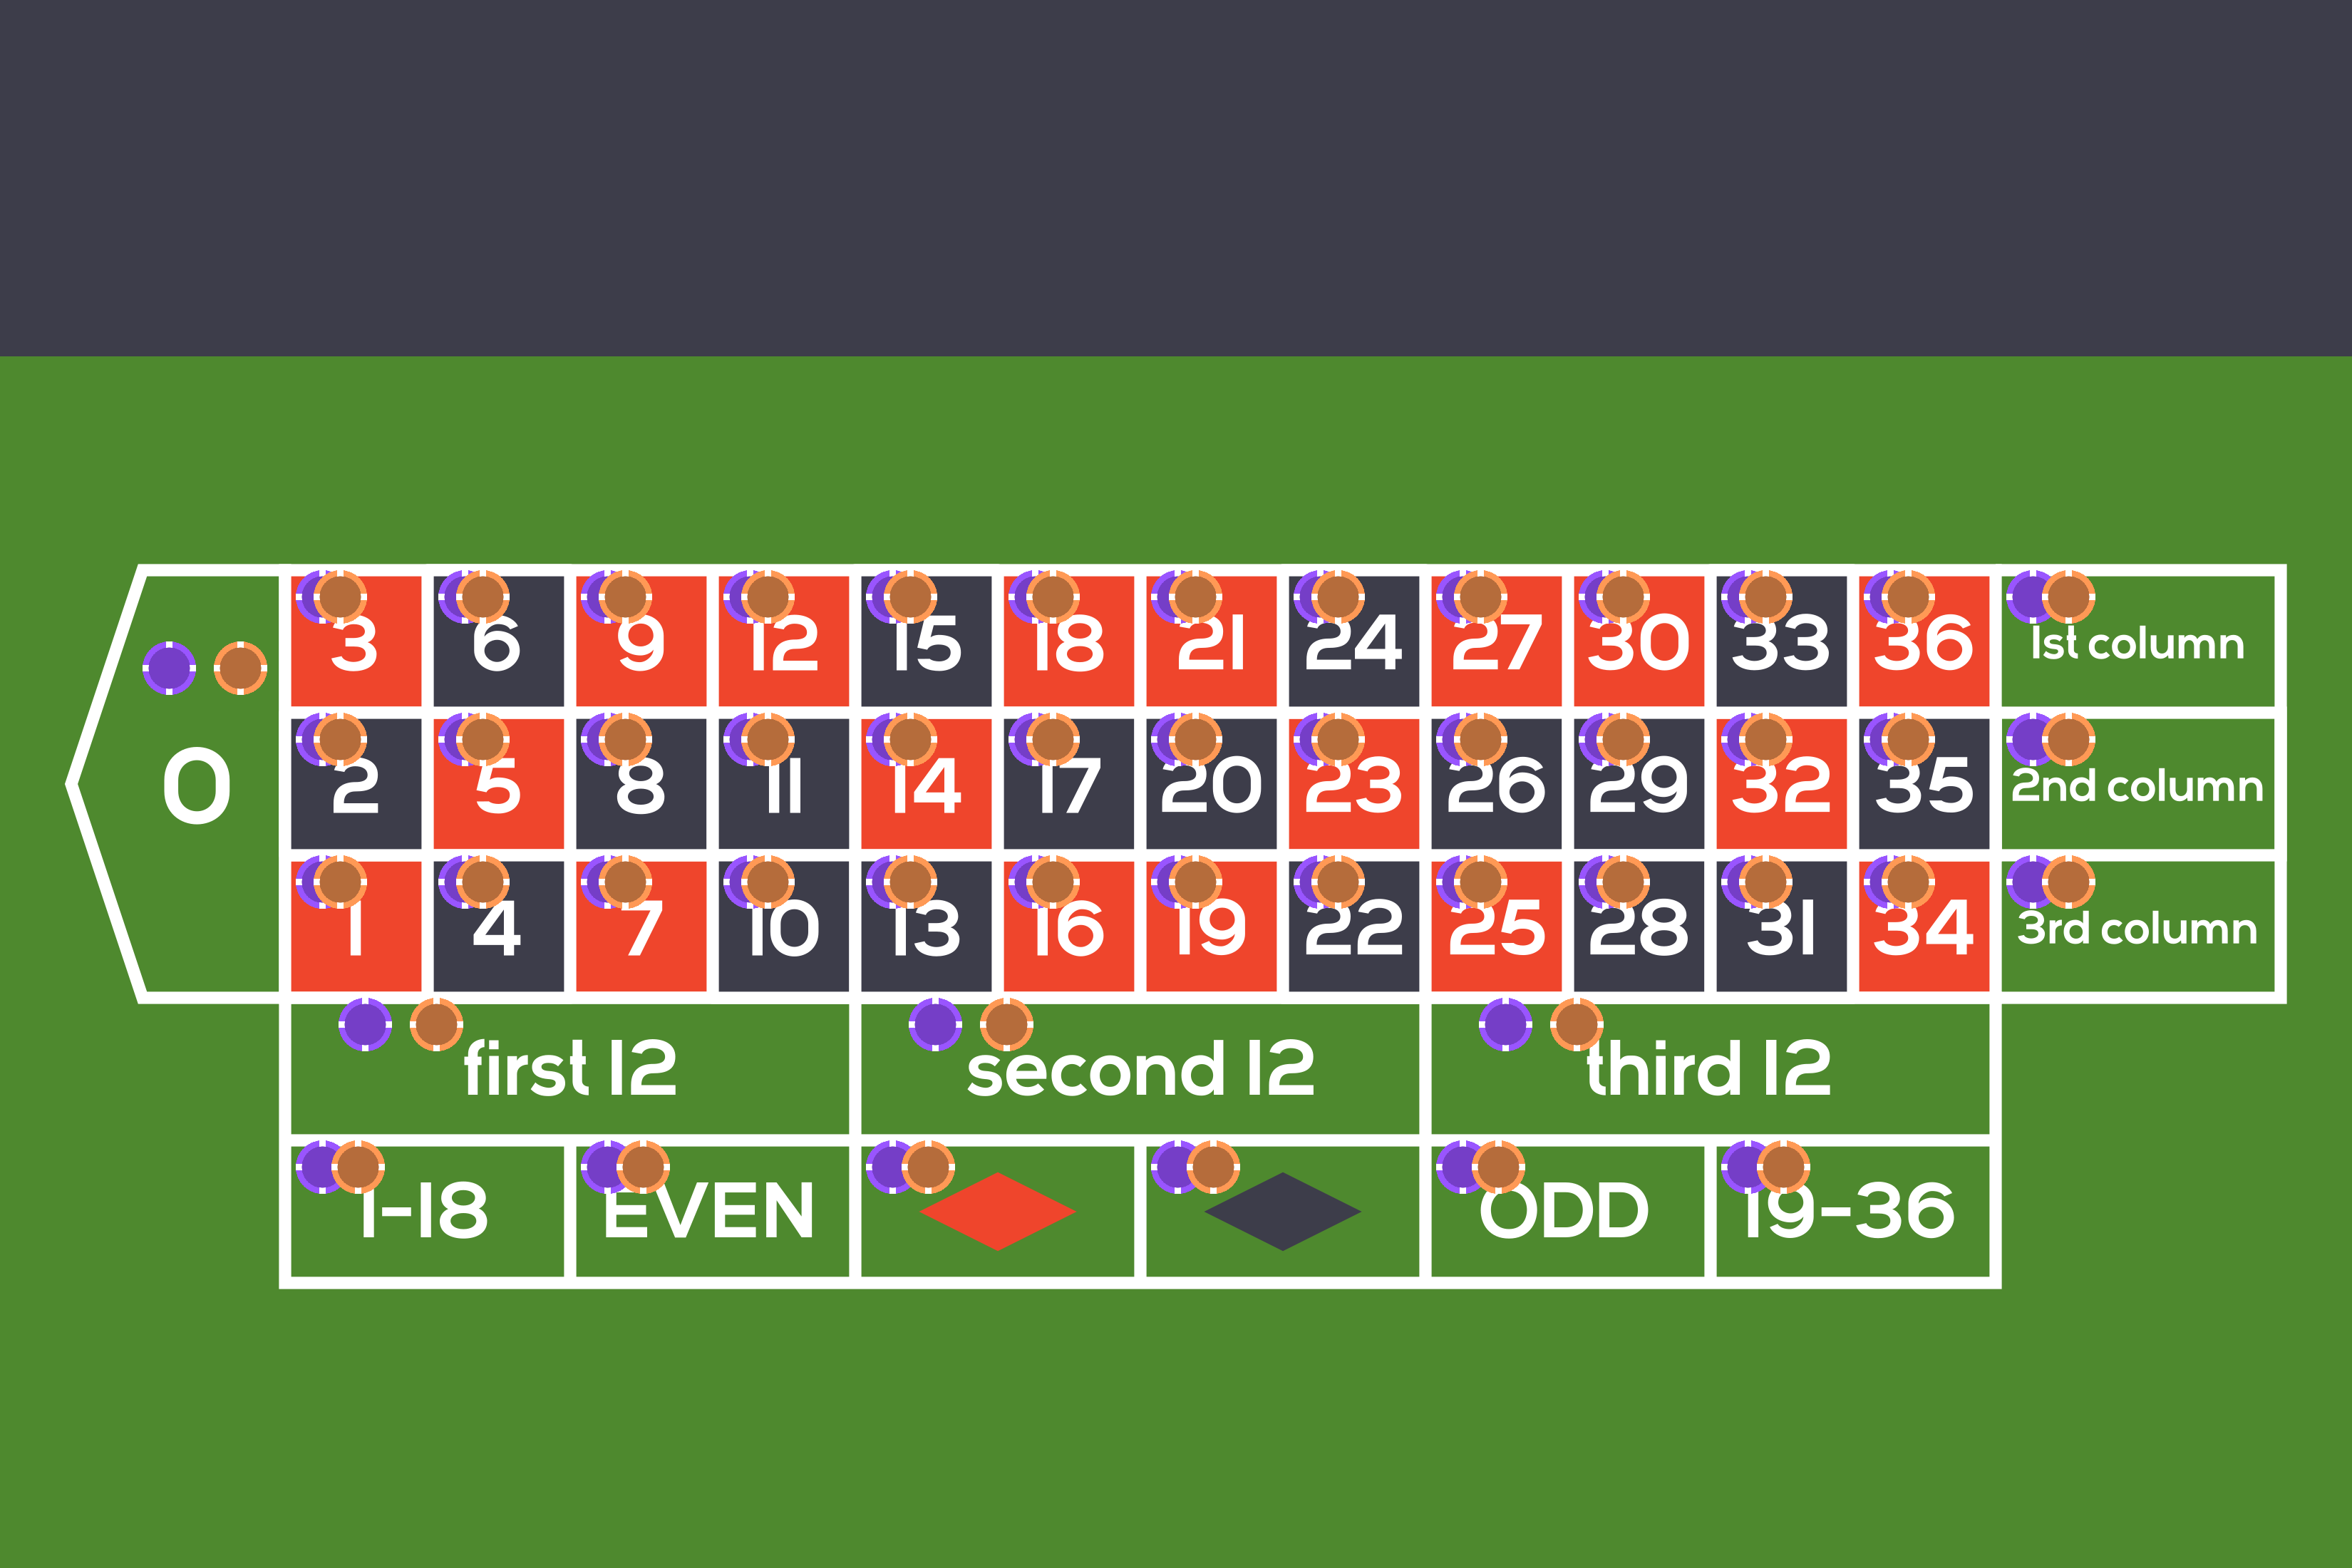 3 6 9 12 15 18 21 24 27 30 33 36 1st column
0 2 5 8 11 14 17 20 23 26 29 32 35 2nd column
1 4 7 10 13 16 19 22 25 28 31 34 3rd column
first 12 second 12 third 12
1-18 EVEN ODD 19-36